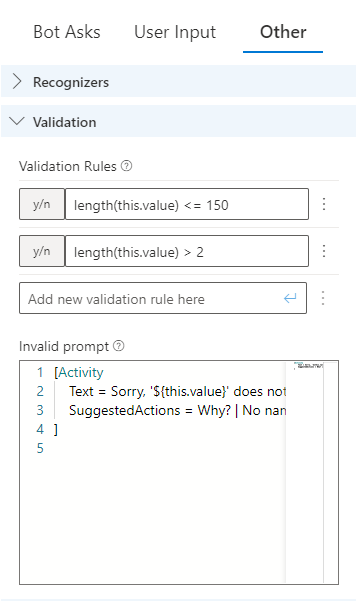 Bot Asks User Input Other
Recognizers
Validation
Validation Rules
y/n length(this.value) <= 150
y/n length(this.value) > 2
Add new validation rule here
Invalid prompt
1 [Activity
2 Text = Sorry, '${this.value}' does not
3 SuggestedActions = Why? | No nam
4 ]
5